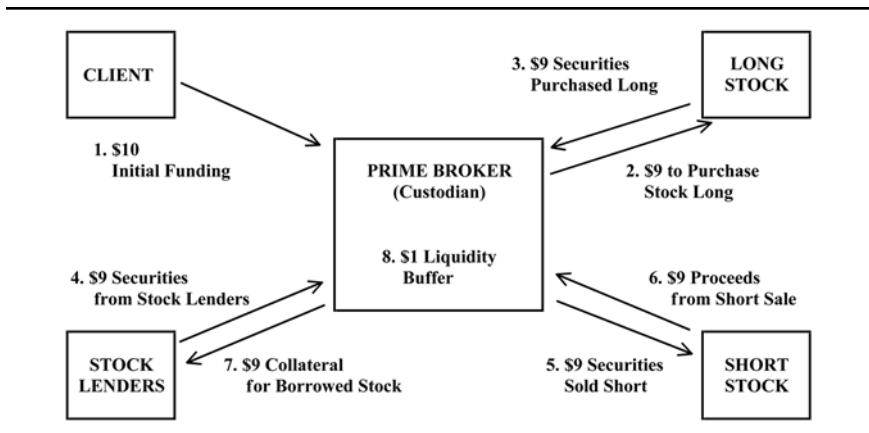 CLIENT
1. $10
Initial Funding
3. $9 Securities
Purchased Long
LONG
STOCK
PRIME BROKER
(Custodian)
2. $9 to Purchase
Stock Long
8. $1 Liquidity
Buffer
4. $9 Securities
from Stock Lenders
6. $9 Proceeds
from Short Sale
STOCK
LENDERS
7. $9 Collateral
for Borrowed Stock
5. $9 Securities
Sold Short
SHORT
STOCK